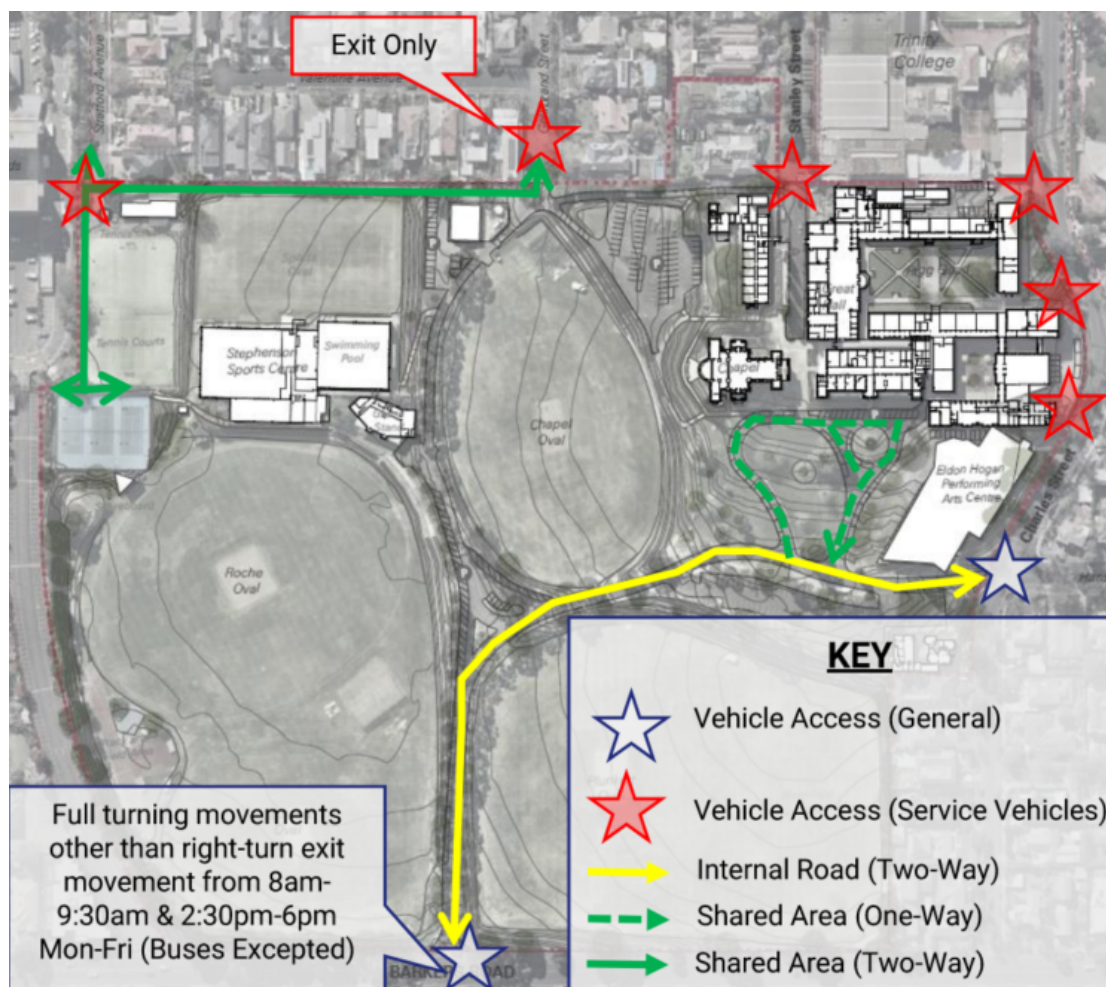 Exit Only
Valentine Avenue
Stanley Street
Trinity
College
Tennis Courts
Stephenson
Sports Centre
Swimming
Pool
Chapel
Chapel
Oval
Eldon Hogan
Performing
Arts Centre
Charles Street
Roche
Oval
KEY
Vehicle Access (General)
Vehicle Access (Service Vehicles)
Internal Road (Two-Way)
Shared Area (One-Way)
Shared Area (Two-Way)
Full turning movements
other than right-turn exit
movement from 8am-
9:30am & 2:30pm-6pm
Mon-Fri (Buses Excepted)